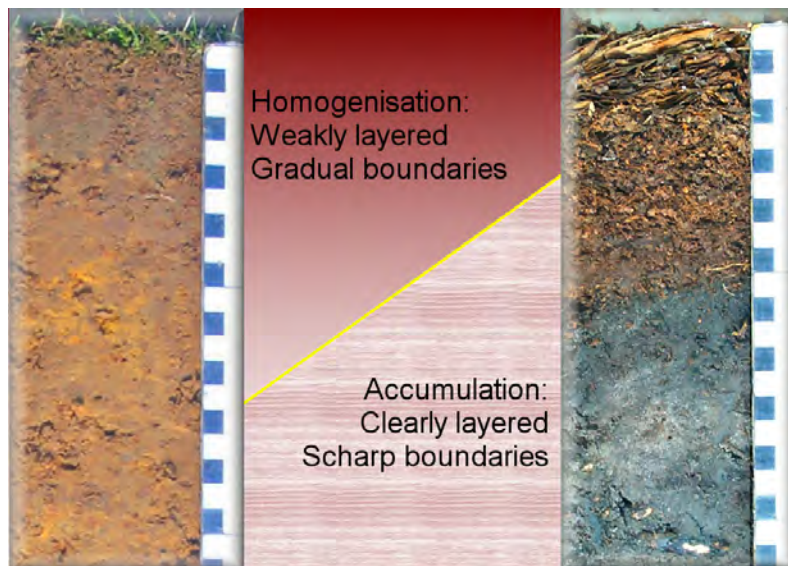 Homogenisation:
Weakly layered
Gradual boundaries
Accumulation:
Clearly layered
Scharp boundaries